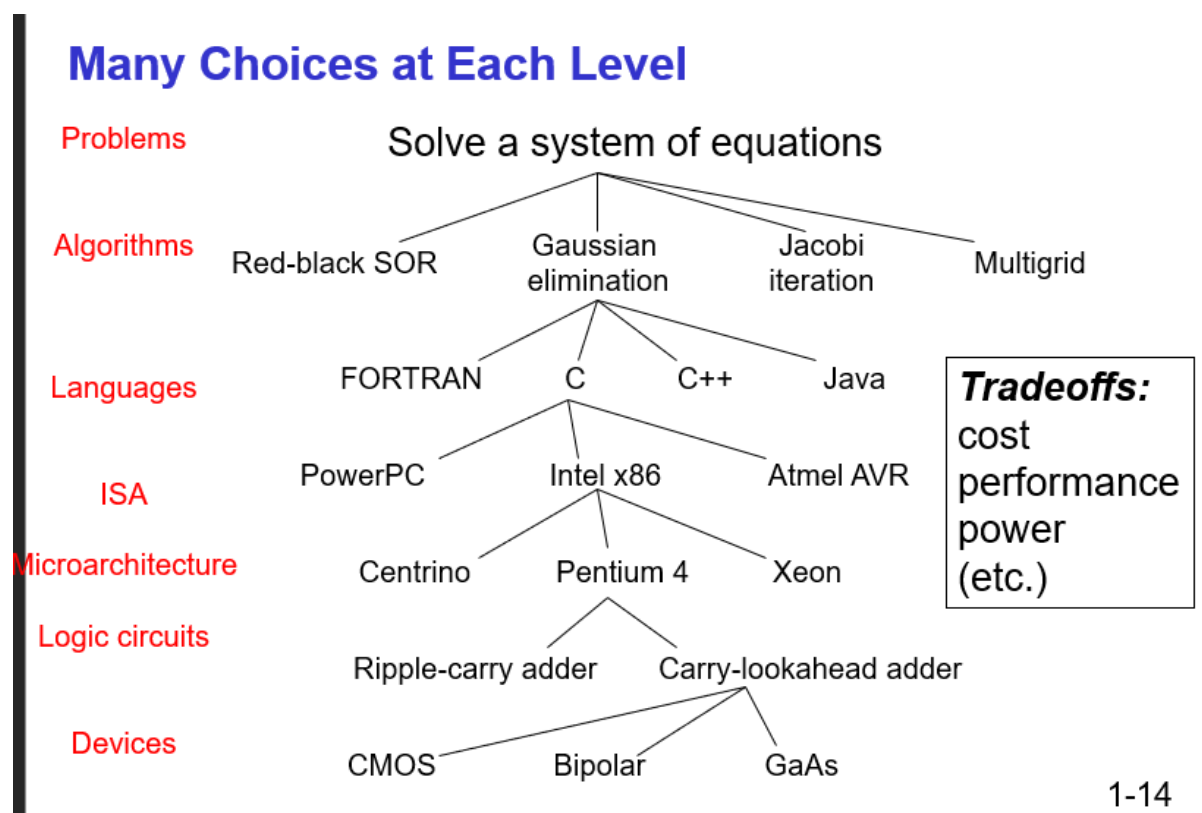 Many Choices at Each Level
Problems
Solve a system of equations
Algorithms
Red-black SOR
Gaussian
elimination
Jacobi
iteration
Multigrid
Languages
FORTRAN
C
C++
Java
ISA
PowerPC
Intel x86
Atmel AVR
Microarchitecture
Centrino
Pentium 4
Xeon
Logic circuits
Ripple-carry adder
Carry-lookahead adder
Devices
CMOS
Bipolar
GaAs
Tradeoffs:
cost
performance
power
(etc.)
1-14